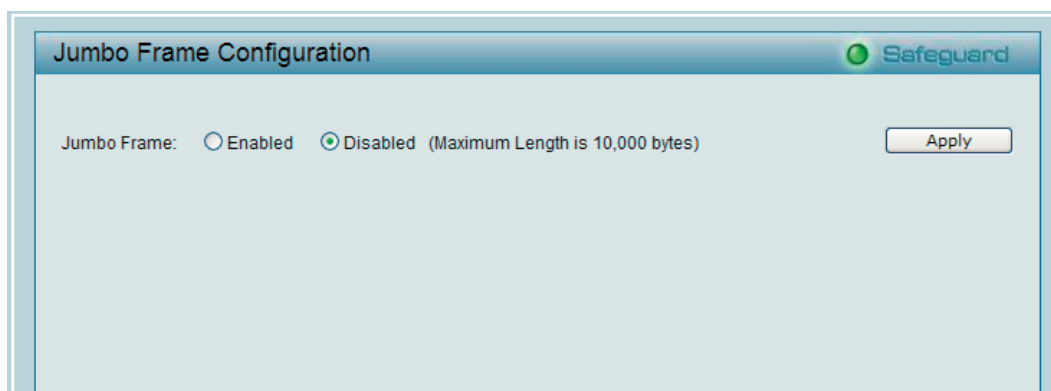 Jumbo Frame Configuration Safeguard
Jumbo Frame: Enabled Disabled (Maximum Length is 10,000 bytes) Apply